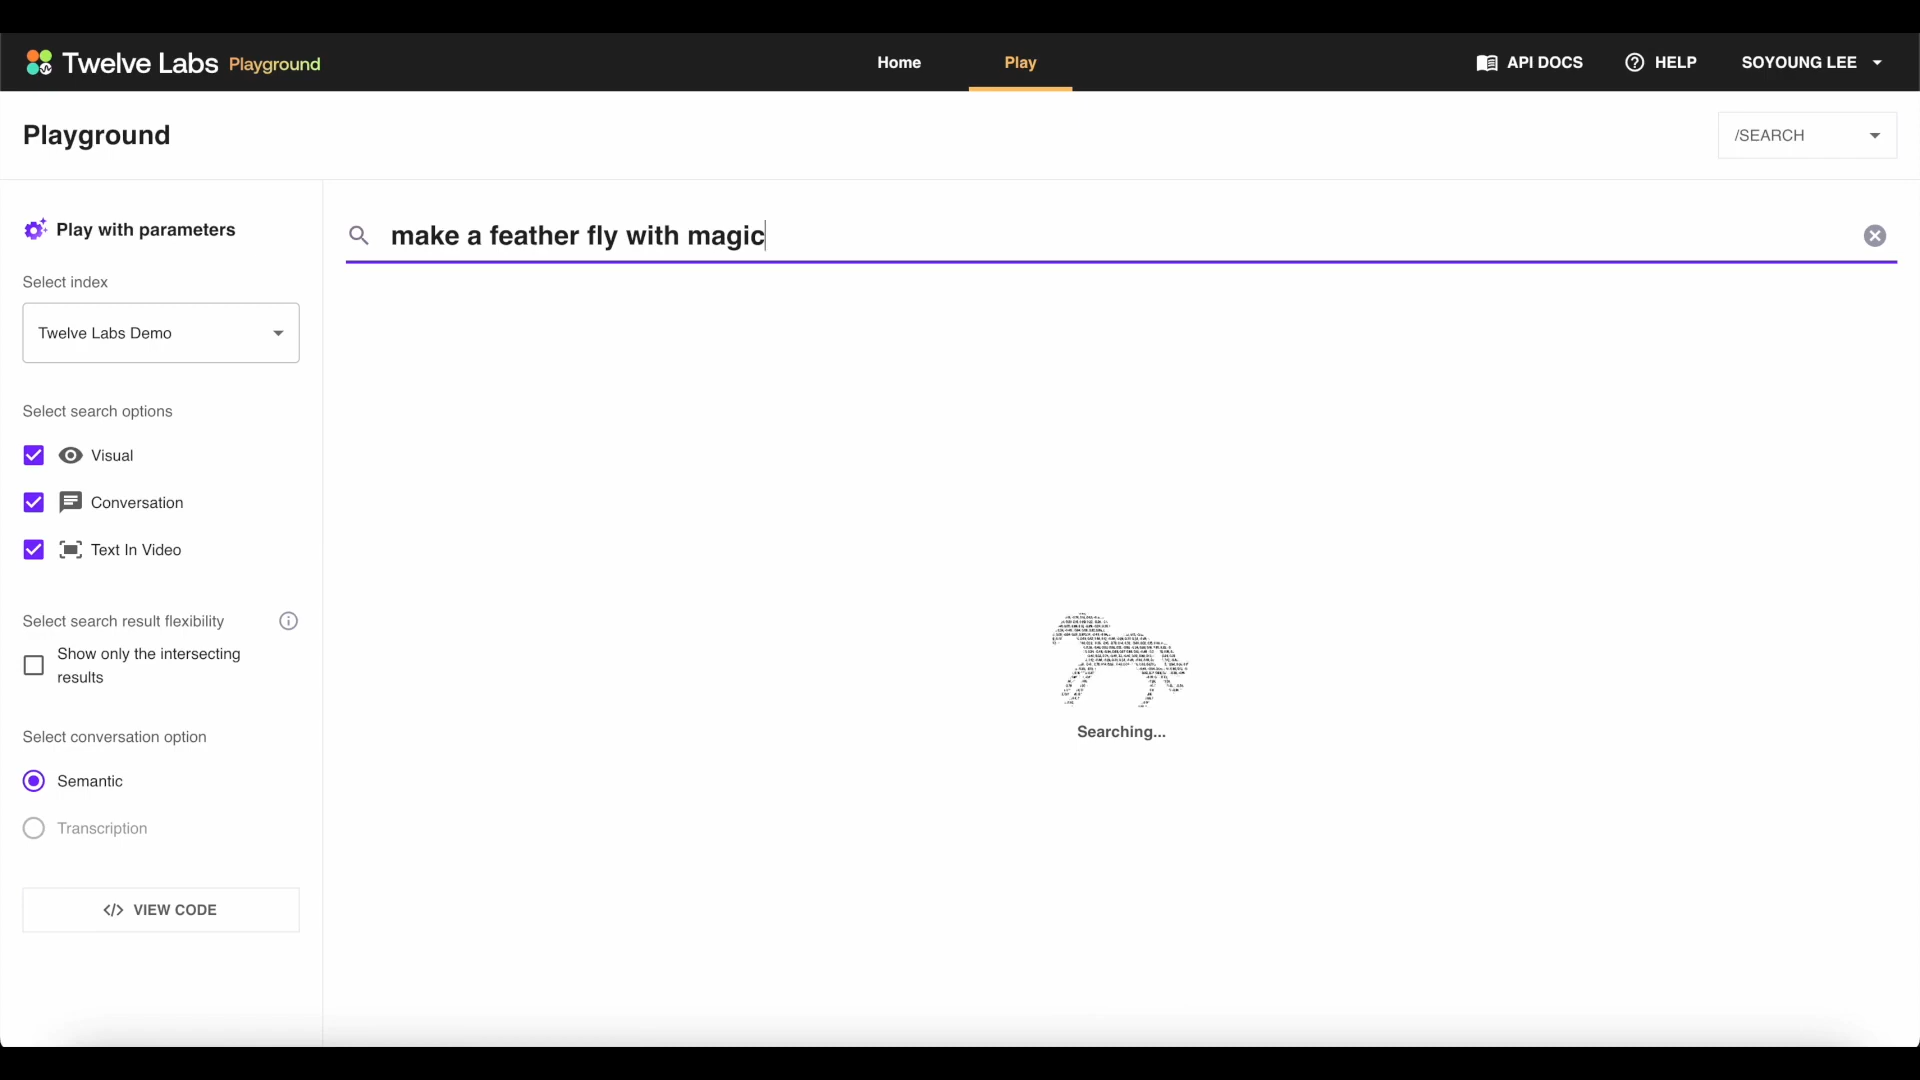 Twelve Labs Playground
Home
Play
API DOCS
HELP
SOYOUNG LEE
Playground
/SEARCH
Play with parameters
make a feather fly with magic
Select index
Twelve Labs Demo
Select search options
Visual
Conversation
Text In Video
Select search result flexibility
Show only the intersecting
results
Select conversation option
Semantic
Transcription
</> VIEW CODE
Searching...